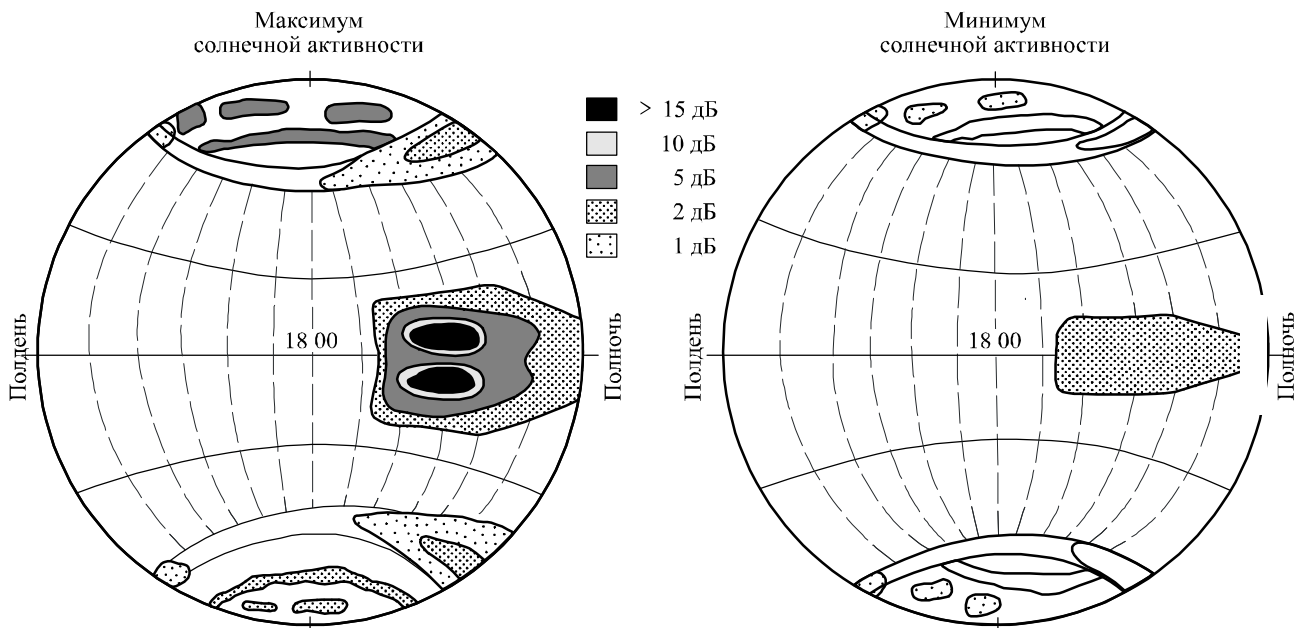 Максимум
солнечной активности
Минимум
солнечной активности
> 15 дБ
10 дБ
5 дБ
2 дБ
1 дБ
Полдень
18 00
Полночь
Полдень
18 00
Полночь